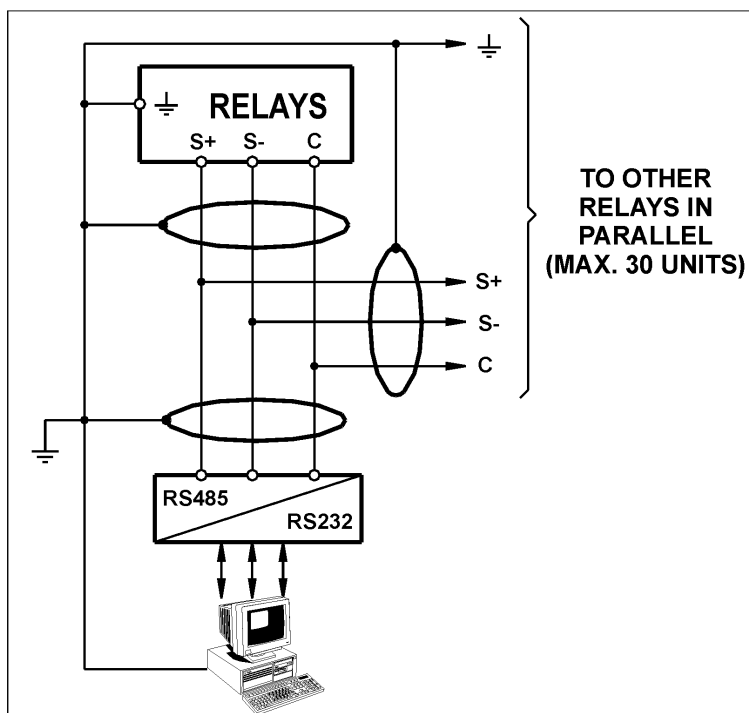 RELAYS
S+ S- C
TO OTHER
RELAYS IN
PARALLEL
(MAX. 30 UNITS)
S+
S-
C
RS485
RS232